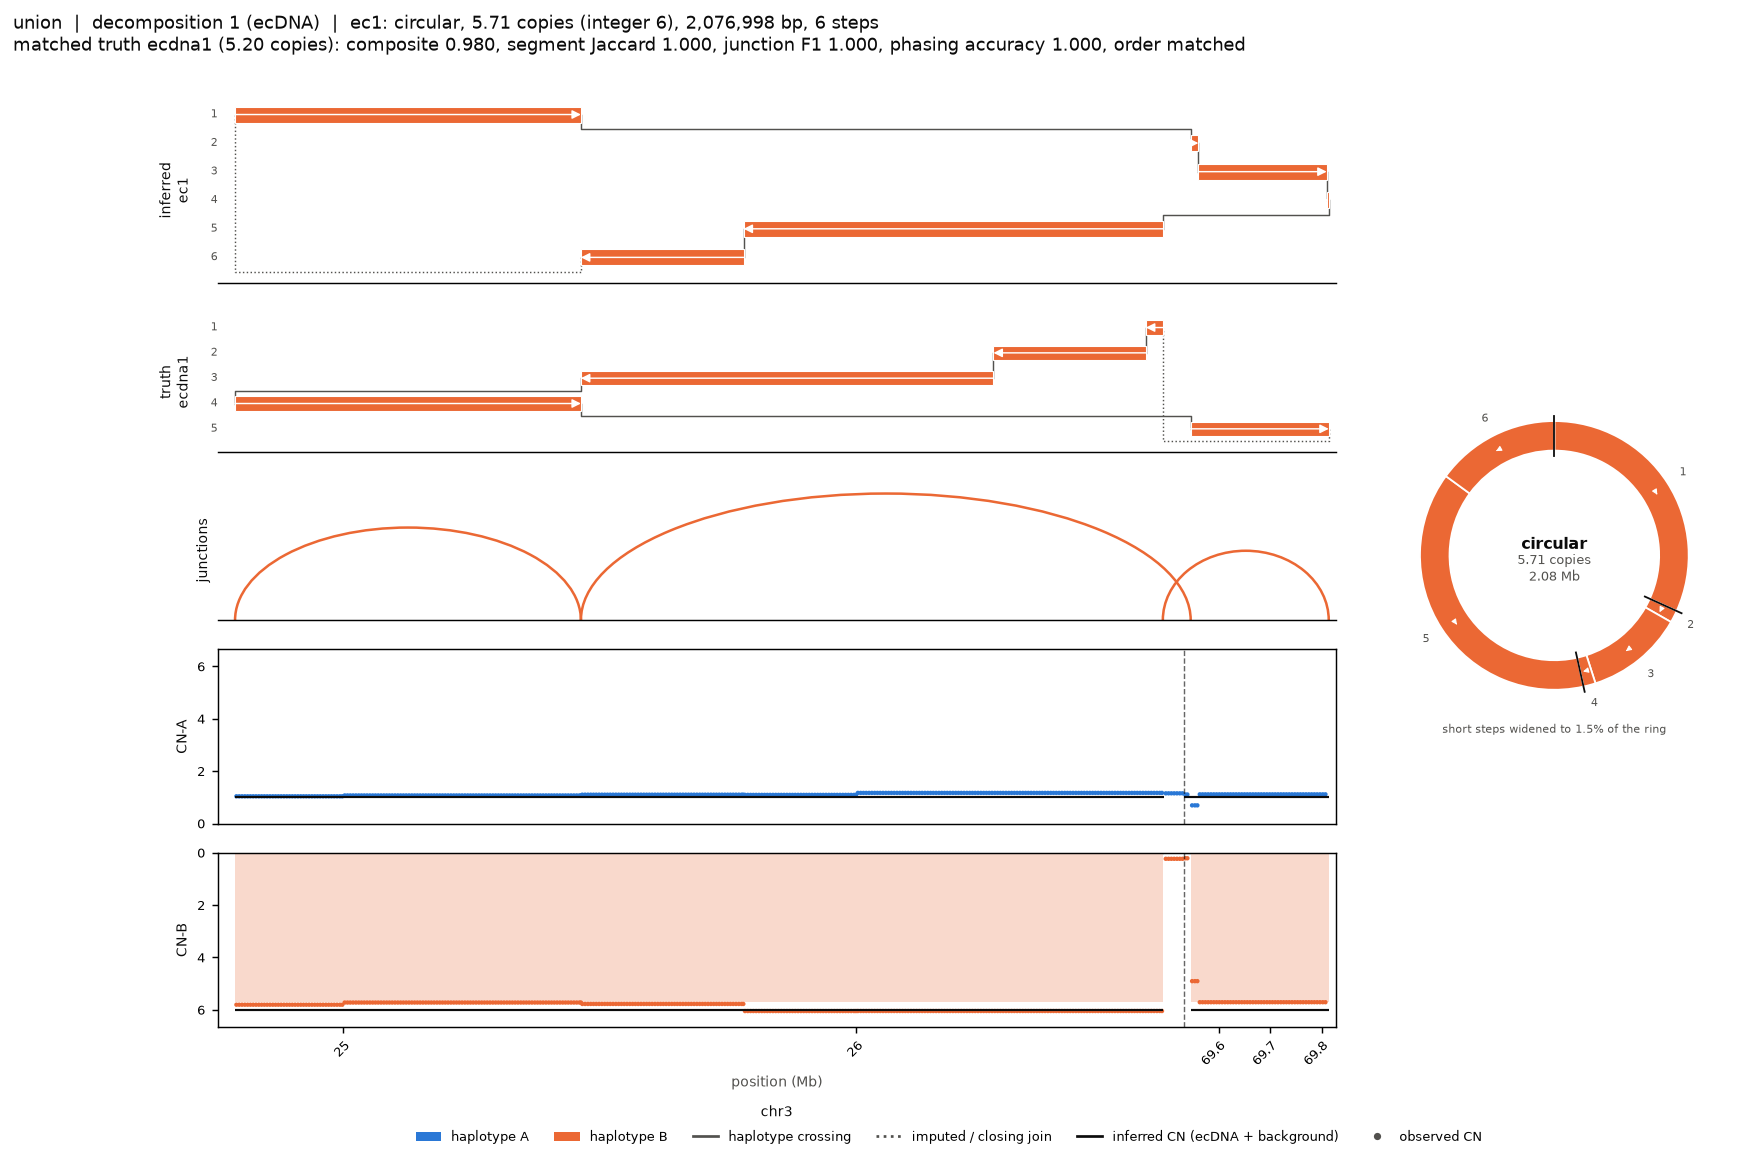 union | decomposition 1 (ecDNA) | ec1: circular, 5.71 copies (integer 6), 2,076,998 bp, 6 steps
matched truth ecdna1 (5.20 copies): composite 0.980, segment Jaccard 1.000, junction F1 1.000, phasing accuracy 1.000, order matched
inferred
ec1
1
2
3
4
5
6
truth
ecdna1
1
2
3
4
5
junctions
CN-A
6
4
2
0
CN-B
0
2
4
6
25
26
69.6
69.7
69.8
position (Mb)
chr3
6
1
5
2
3
4
circular
5.71 copies
2.08 Mb
short steps widened to 1.5% of the ring
haplotype A
haplotype B
haplotype crossing
imputed / closing join
inferred CN (ecDNA + background)
observed CN